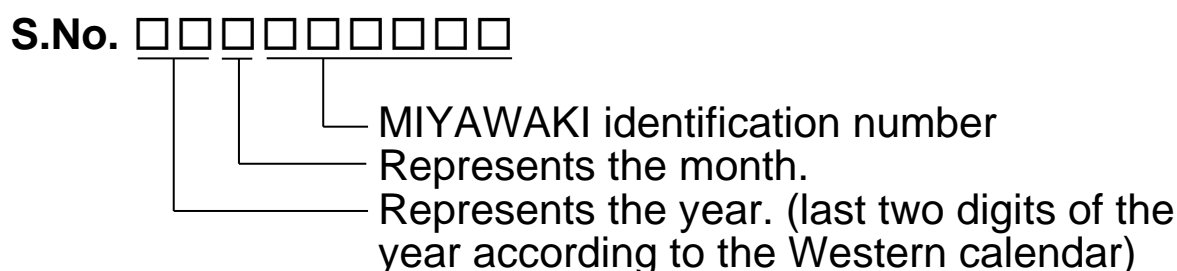 S.No. □□□□□□□□□
MIYAWAKI identification number
Represents the month.
Represents the year. (last two digits of the
year according to the Western calendar)